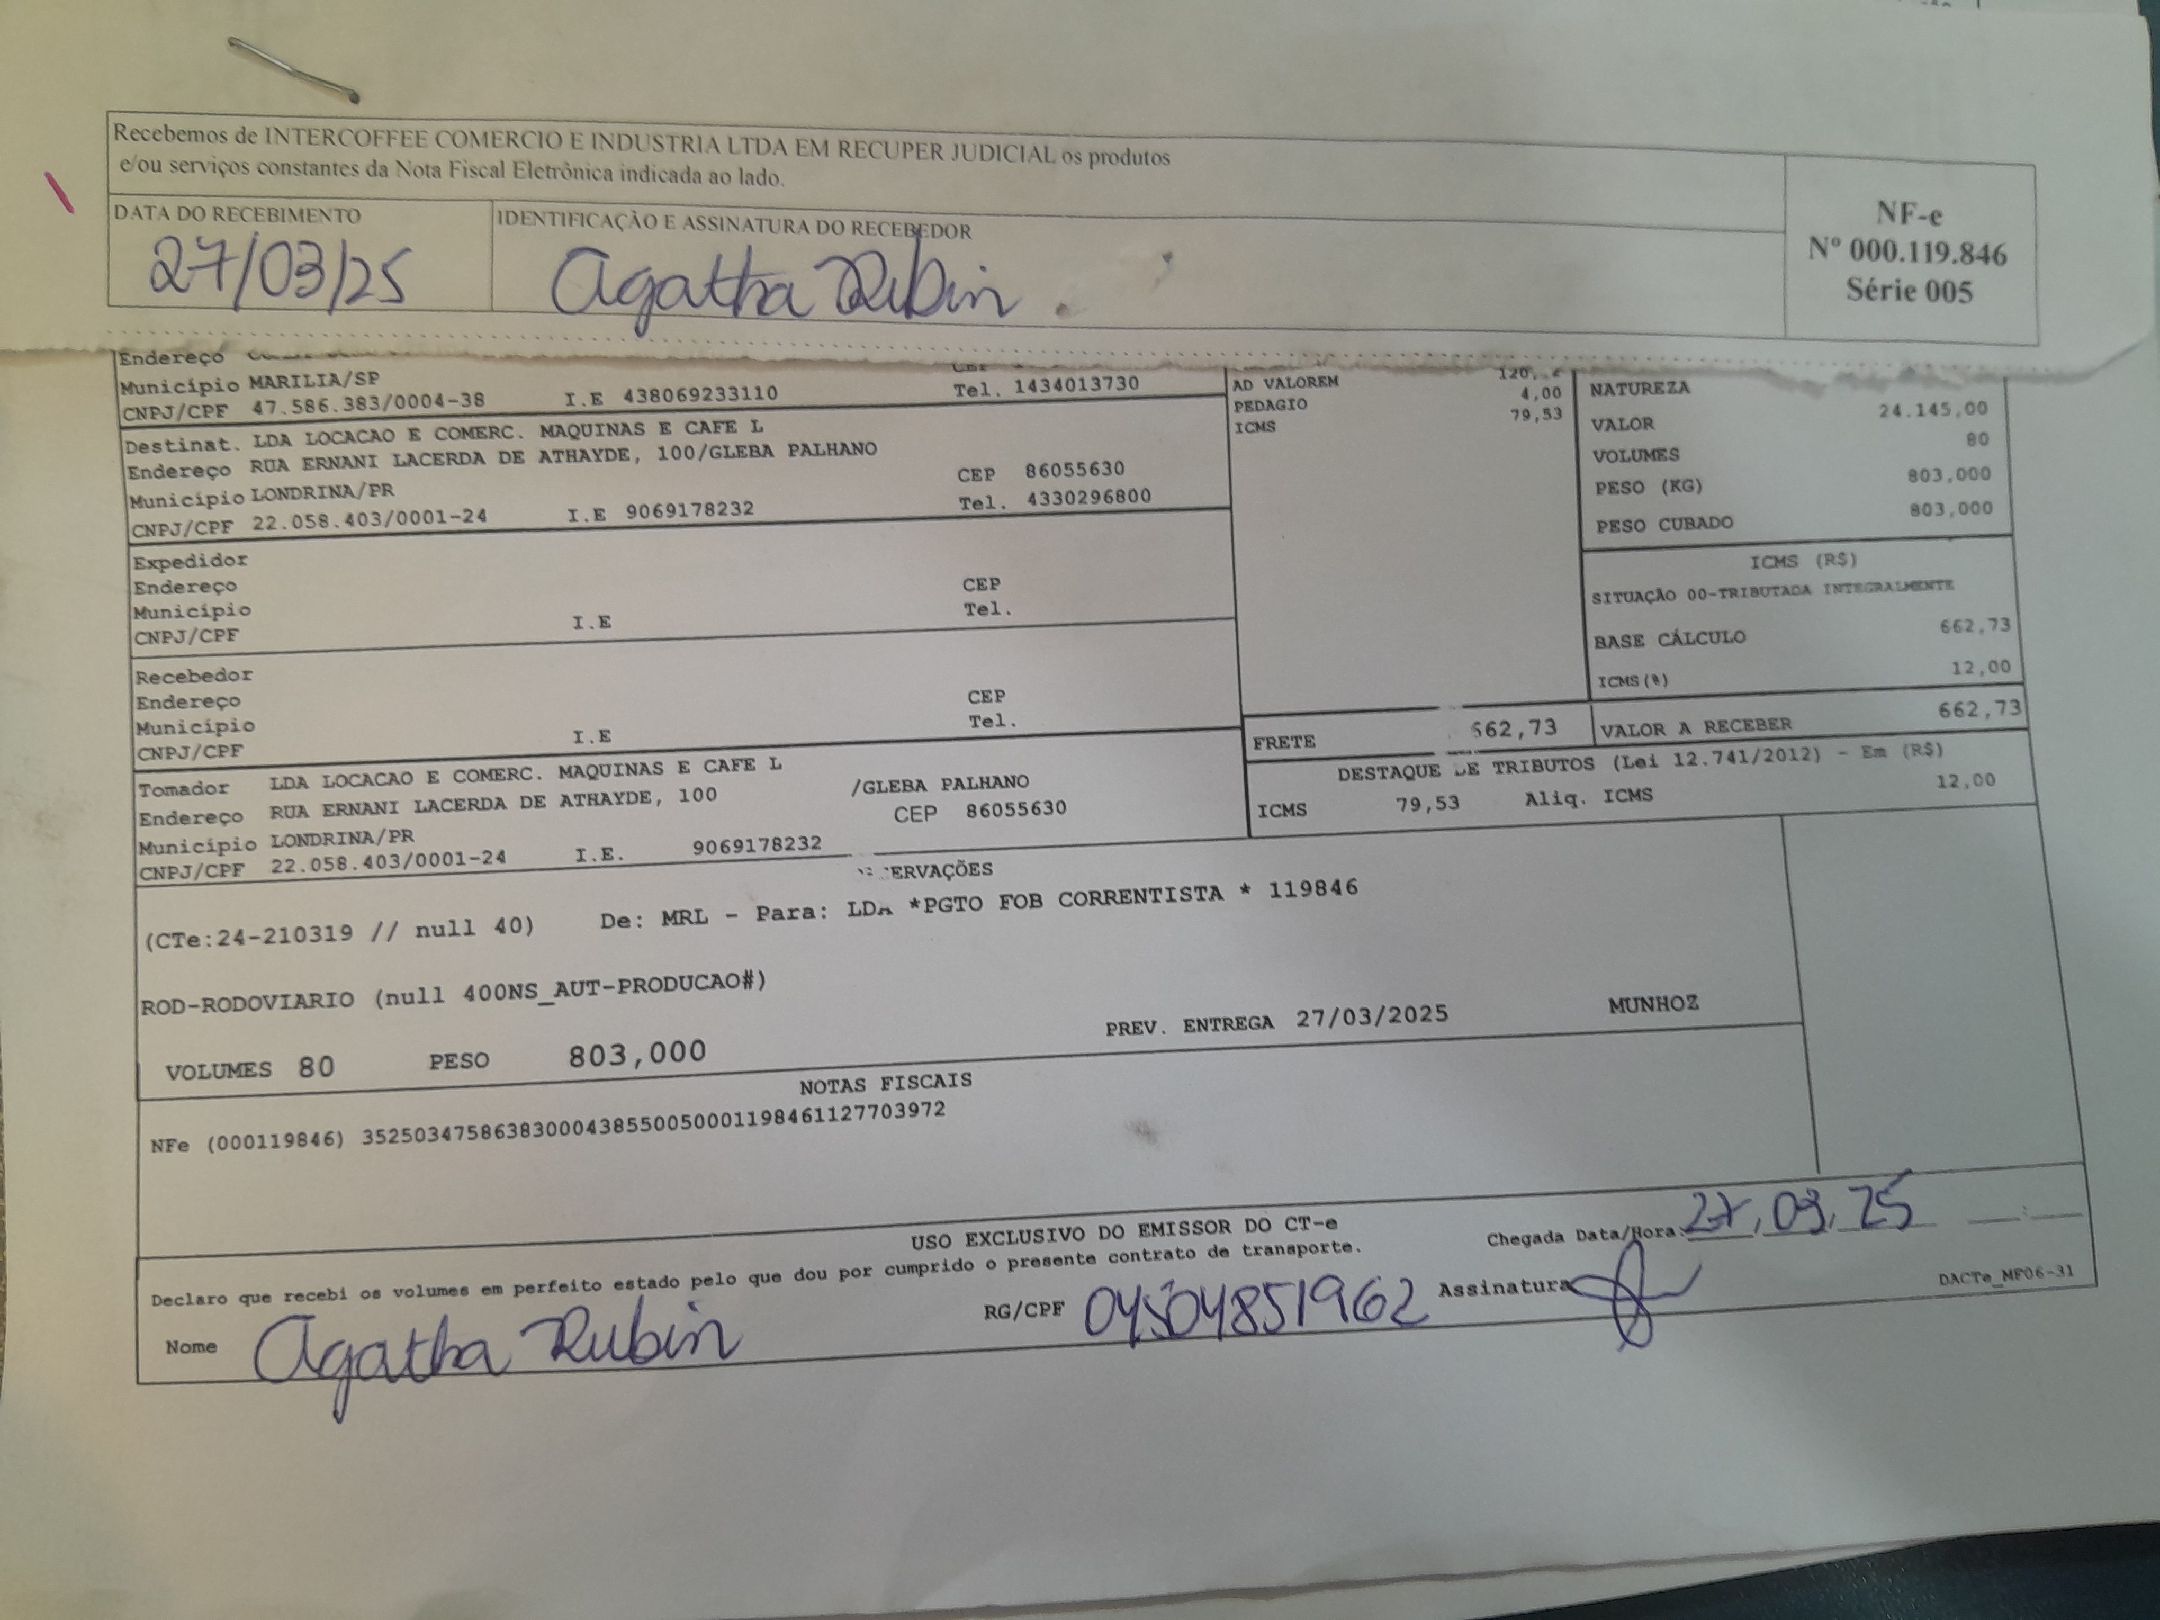 Recebemos de INTERCOFFEE COMERCIO E INDUSTRIA LTDA EM RECUPER JUDICIAL os produtos
e/ou serviços constantes da Nota Fiscal Eletrônica indicada ao lado.
DATA DO RECEBIMENTO
27/03/25
IDENTIFICAÇÃO E ASSINATURA DO RECEBEDOR
Agatha Rubin
NF-e
Nº 000.119.846
Série 005
Endereço
Município MARILIA/SP Tel. 1434013730
CNPJ/CPF 47.586.383/0004-38 I.E 438069233110
Destinat. LDA LOCACAO E COMERC. MAQUINAS E CAFE L
Endereço RUA ERNANI LACERDA DE ATHAYDE, 100/GLEBA PALHANO CEP 86055630
Município LONDRINA/PR Tel. 4330296800
CNPJ/CPF 22.058.403/0001-24 I.E 9069178232
Expedidor
Endereço CEP
Município Tel.
CNPJ/CPF I.E
Recebedor
Endereço CEP
Município Tel.
CNPJ/CPF I.E
Tomador LDA LOCACAO E COMERC. MAQUINAS E CAFE L
Endereço RUA ERNANI LACERDA DE ATHAYDE, 100 /GLEBA PALHANO
Município LONDRINA/PR CEP 86055630
CNPJ/CPF 22.058.403/0001-24 I.E. 9069178232
AD VALOREM 4,00
PEDAGIO 79,53
ICMS
NATUREZA
VALOR 24.145,00
VOLUMES 80
PESO (KG) 803,000
PESO CUBADO 803,000
ICMS (R$)
SITUAÇÃO 00-TRIBUTADA INTEGRALMENTE
BASE CÁLCULO 662,73
ICMS(%) 12,00
FRETE 662,73 VALOR A RECEBER 662,73
DESTAQUE DE TRIBUTOS (Lei 12.741/2012) - Em (R$)
ICMS 79,53 Aliq. ICMS 12,00
ERVAÇÕES
(CTe:24-210319 // null 40) De: MRL - Para: LDA *PGTO FOB CORRENTISTA * 119846
ROD-RODOVIARIO (null 400NS_AUT-PRODUCAO#)
VOLUMES 80 PESO 803,000 PREV. ENTREGA 27/03/2025 MUNHOZ
NOTAS FISCAIS
NFe (000119846) 35250347586383000438550050001198461127703972
USO EXCLUSIVO DO EMISSOR DO CT-e
Declaro que recebi os volumes em perfeito estado pelo que dou por cumprido o presente contrato de transporte.
Chegada Data/Hora: 27, 03, 25
Nome Agatha Rubin RG/CPF 04504851962 Assinatura
DACTe_MF06-31